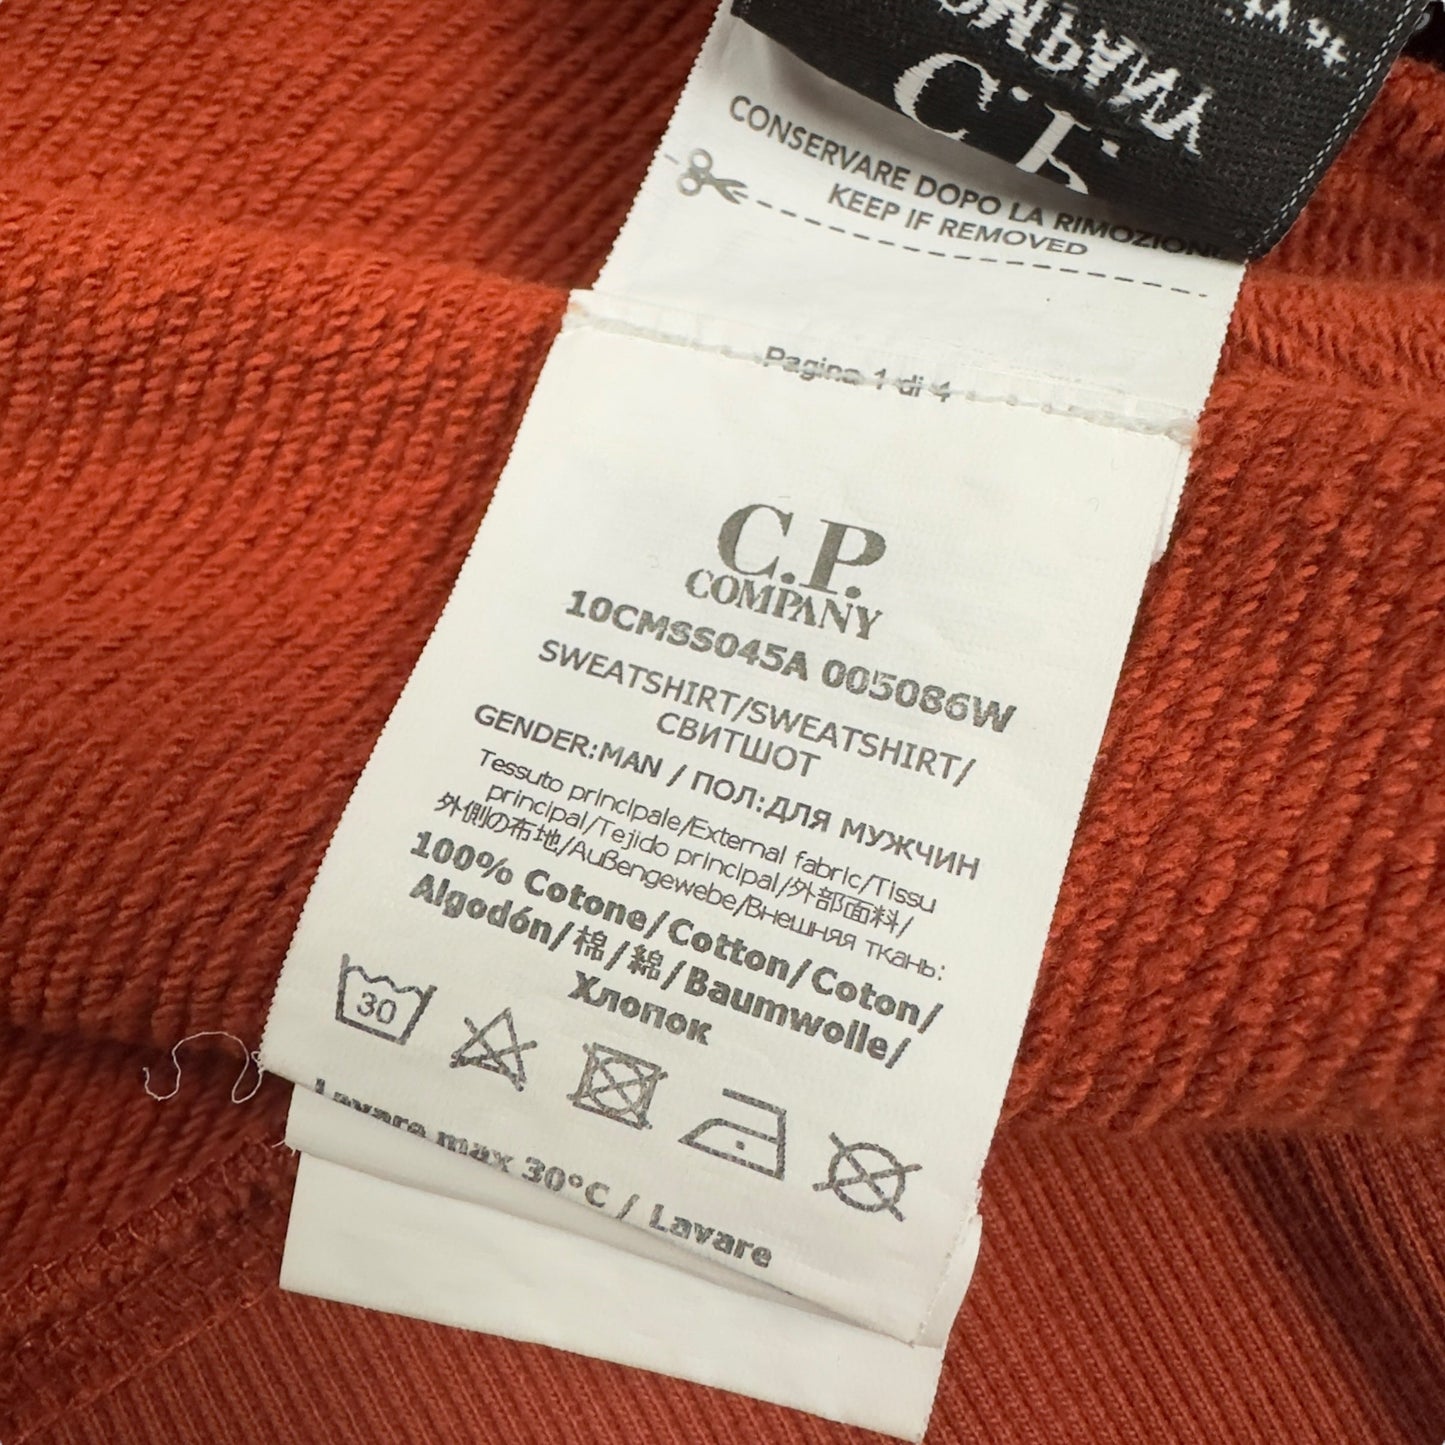 COMPANY
C.P.
CONSERVARE DOPO LA RIMOZION
KEEP IF REMOVED
Pagina 1 di 4
C.P.
COMPANY
10CMSS045A 005086W
SWEATSHIRT/SWEATSHIRT/
СВИТШОТ
GENDER:MAN / ПОЛ:ДЛЯ МУЖЧИН
Tessuto principale/External fabric/Tissu
principal/Tejido principal/外部面料/
外側の布地/Außengewebe/Внешняя ткань:
100% Cotone/Cotton/Coton/
Algodón/棉/綿/Baumwolle/
Хлопок
30
Lavare max 30°C / Lavare